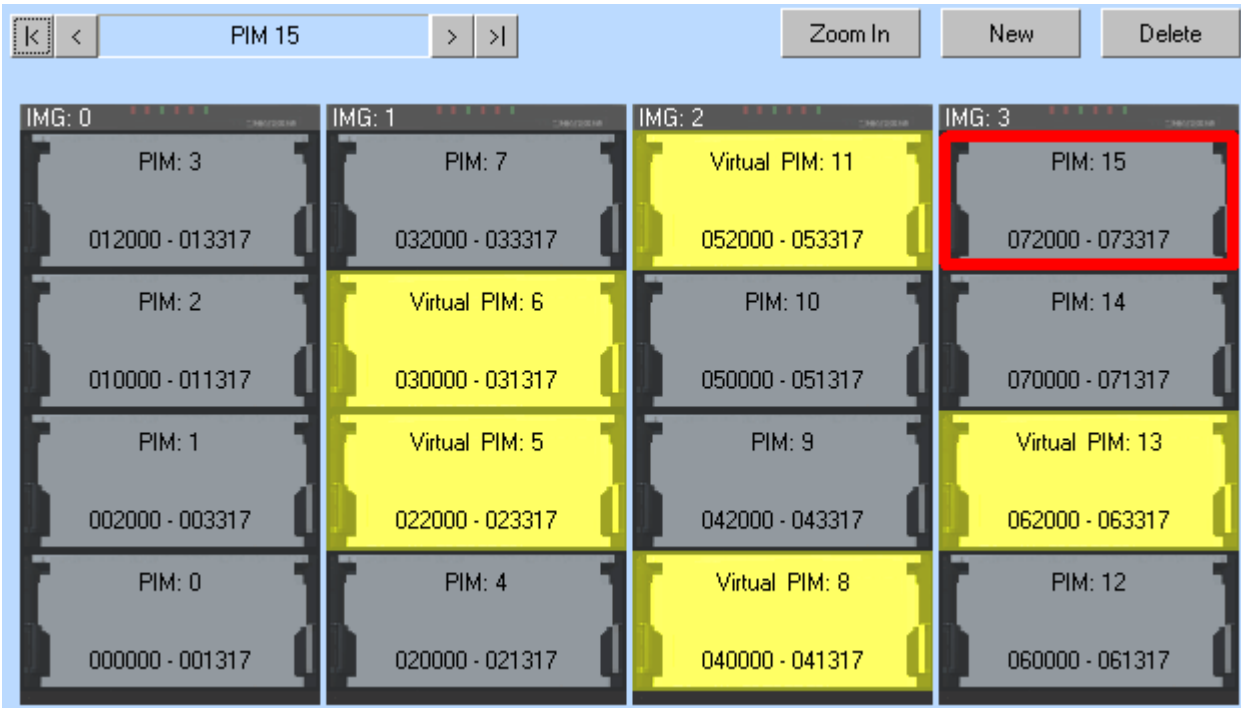 |< < PIM 15 > >| Zoom In New Delete
IMG: 0 IMG: 1 IMG: 2 IMG: 3
PIM: 3 PIM: 7 Virtual PIM: 11 PIM: 15
012000 - 013317 032000 - 033317 052000 - 053317 072000 - 073317
PIM: 2 Virtual PIM: 6 PIM: 10 PIM: 14
010000 - 011317 030000 - 031317 050000 - 051317 070000 - 071317
PIM: 1 Virtual PIM: 5 PIM: 9 Virtual PIM: 13
002000 - 003317 022000 - 023317 042000 - 043317 062000 - 063317
PIM: 0 PIM: 4 Virtual PIM: 8 PIM: 12
000000 - 001317 020000 - 021317 040000 - 041317 060000 - 061317